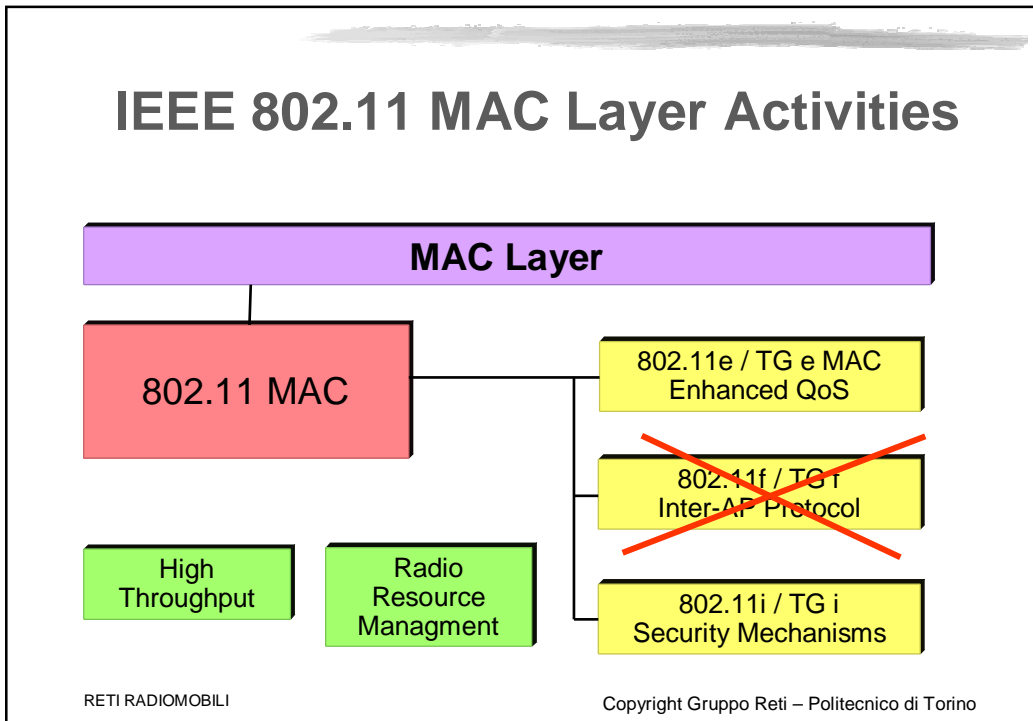 IEEE 802.11 MAC Layer Activities
MAC Layer
802.11 MAC
802.11e / TG e MAC
Enhanced QoS
802.11f / TG f
Inter-AP Protocol
802.11i / TG i
Security Mechanisms
High
Throughput
Radio
Resource
Managment
RETI RADIOMOBILI
Copyright Gruppo Reti – Politecnico di Torino